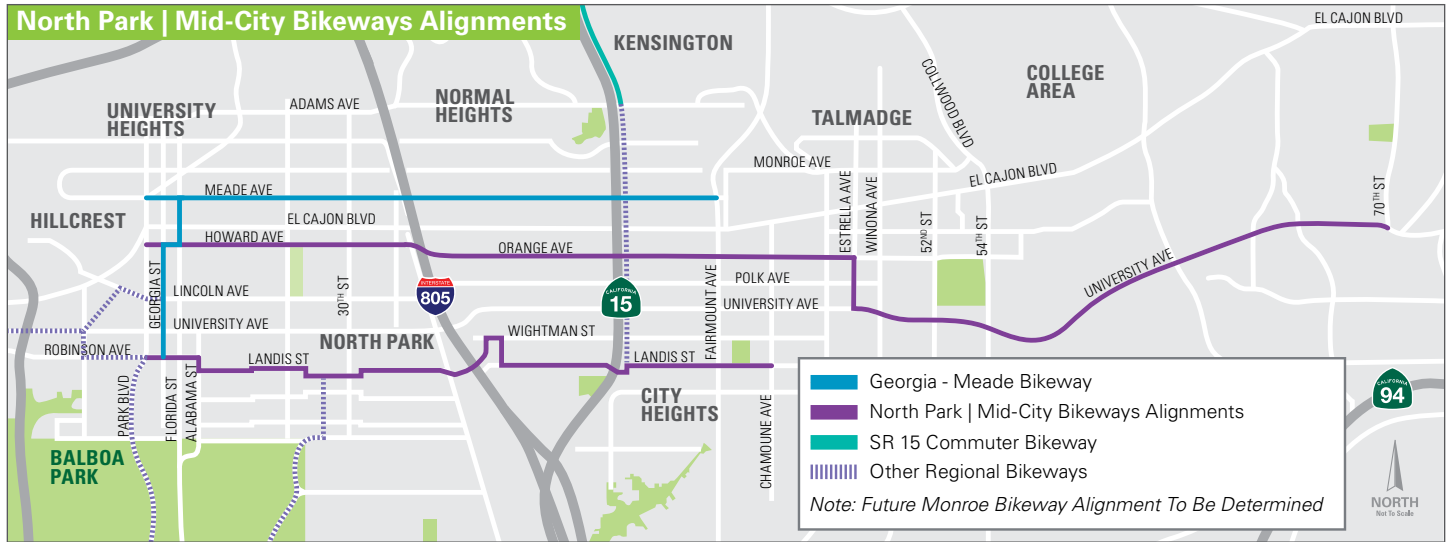 North Park | Mid-City Bikeways Alignments
KENSINGTON
EL CAJON BLVD
COLLWOOD BLVD
COLLEGE
AREA
ADAMS AVE
NORMAL
HEIGHTS
UNIVERSITY
HEIGHTS
TALMADGE
MONROE AVE
EL CAJON BLVD
MEADE AVE
HILLCREST
EL CAJON BLVD
HOWARD AVE
ORANGE AVE
ESTRELLA AVE
WINONA AVE
52ND ST
54TH ST
70TH ST
GEORGIA ST
LINCOLN AVE
30TH ST
INTERSTATE
805
CALIFORNIA
15
POLK AVE
UNIVERSITY AVE
UNIVERSITY AVE
UNIVERSITY AVE
FAIRMOUNT AVE
ROBINSON AVE
NORTH PARK
WIGHTMAN ST
LANDIS ST
LANDIS ST
PARK BLVD
FLORIDA ST
ALABAMA ST
CITY
HEIGHTS
CHAMOUNE AVE
BALBOA
PARK
CALIFORNIA
94
Georgia - Meade Bikeway
North Park | Mid-City Bikeways Alignments
SR 15 Commuter Bikeway
Other Regional Bikeways
Note: Future Monroe Bikeway Alignment To Be Determined
NORTH
Not To Scale